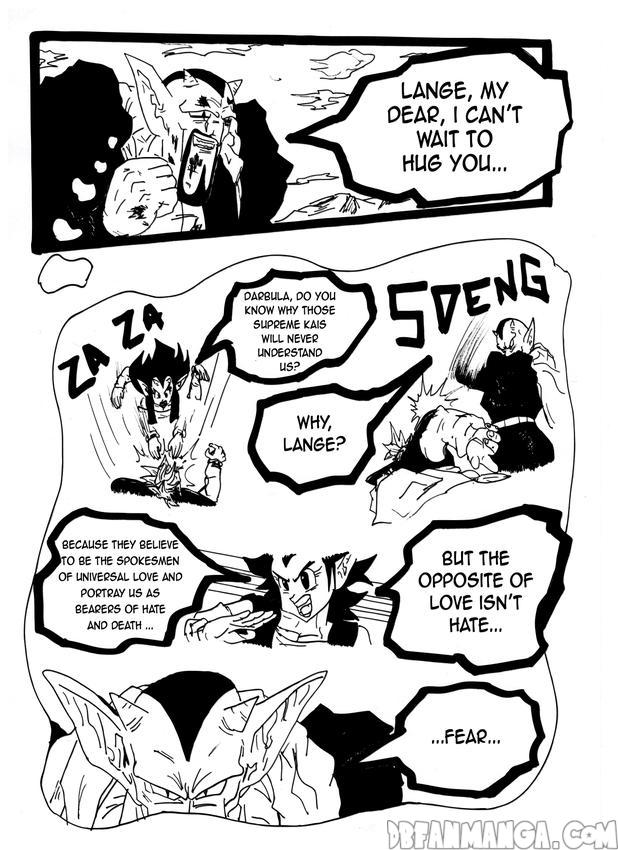 LANGE, MY
DEAR, I CAN'T
WAIT TO
HUG YOU...
ZA ZA
DARBULA, DO YOU
KNOW WHY THOSE
SUPREME KAIS
WILL NEVER
UNDERSTAND
US?
SDENG
WHY,
LANGE?
BECAUSE THEY BELIEVE
TO BE THE SPOKESMEN
OF UNIVERSAL LOVE AND
PORTRAY US AS
BEARERS OF HATE
AND DEATH ...
BUT THE
OPPOSITE OF
LOVE ISN'T
HATE...
...FEAR...
DBFANMANGA.COM